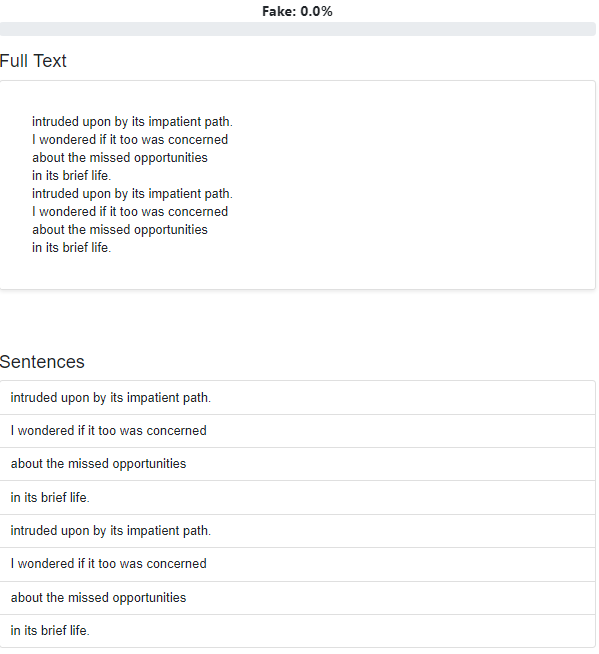 Fake: 0.0%
Full Text
intruded upon by its impatient path.
I wondered if it too was concerned
about the missed opportunities
in its brief life.
intruded upon by its impatient path.
I wondered if it too was concerned
about the missed opportunities
in its brief life.
Sentences
intruded upon by its impatient path.
I wondered if it too was concerned
about the missed opportunities
in its brief life.
intruded upon by its impatient path.
I wondered if it too was concerned
about the missed opportunities
in its brief life.